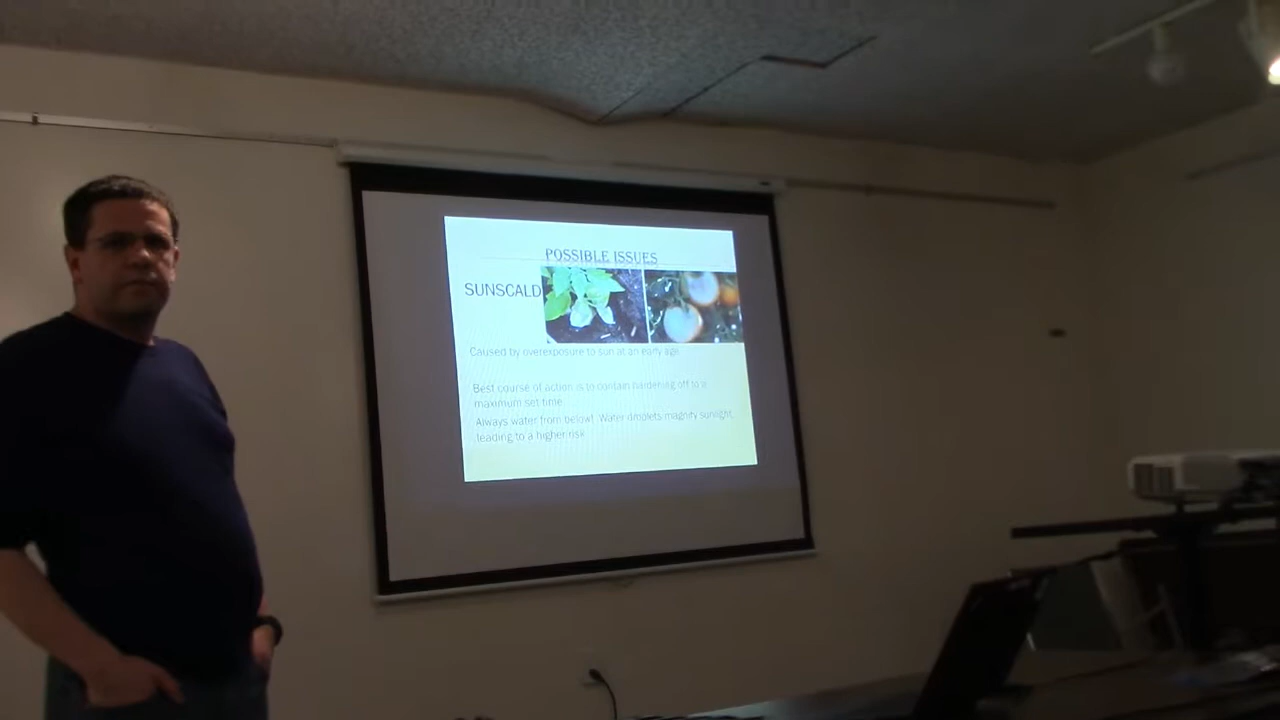 POSSIBLE ISSUES
SUNSCALD
Caused by overexposure to sun at an early age
Best course of action is to contain hardening off to a
maximum set time.
Always water from below! Water droplets magnify sunlight,
leading to a higher risk